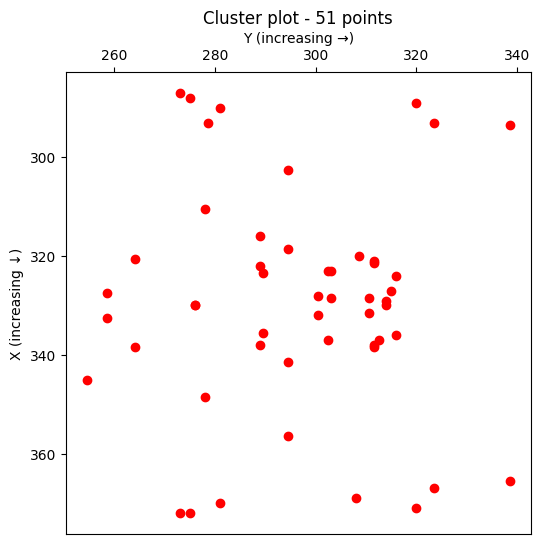 Cluster plot - 51 points
Y (increasing →)
260 280 300 320 340
X (increasing ↓)
300
320
340
360